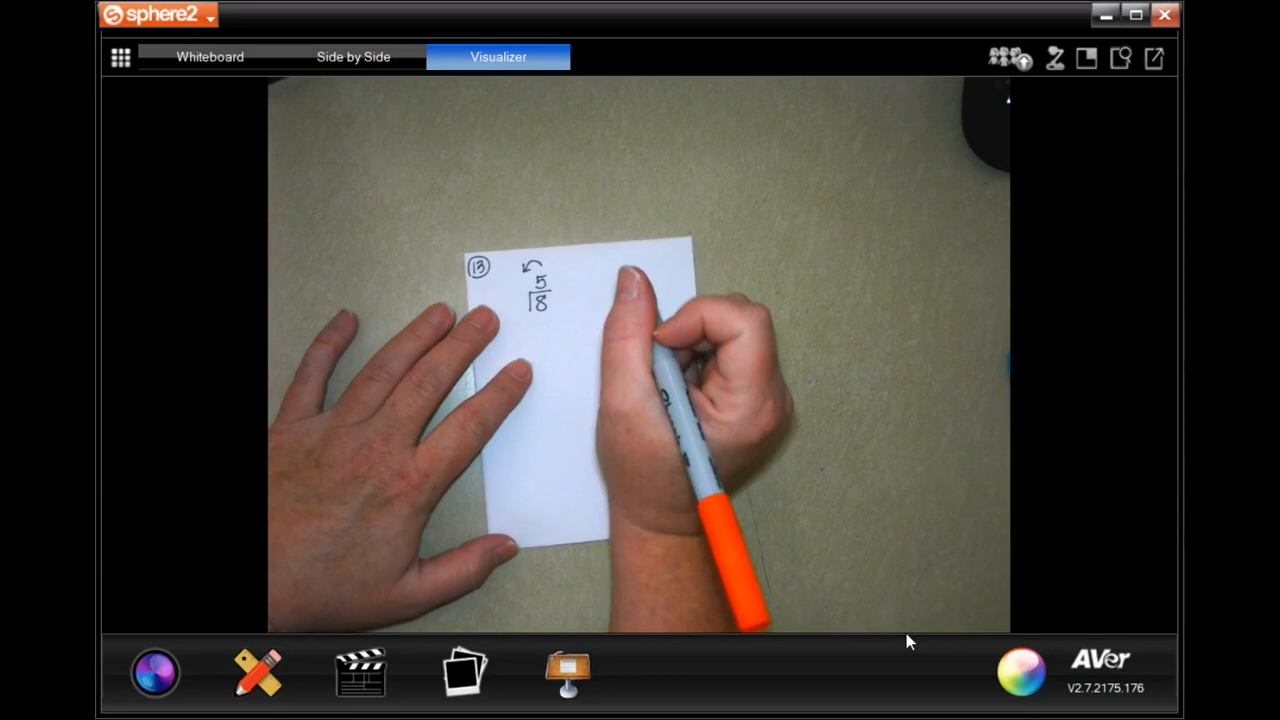 sphere2
Whiteboard Side by Side Visualizer
13
5
8
AVer
V2.7.2175.176